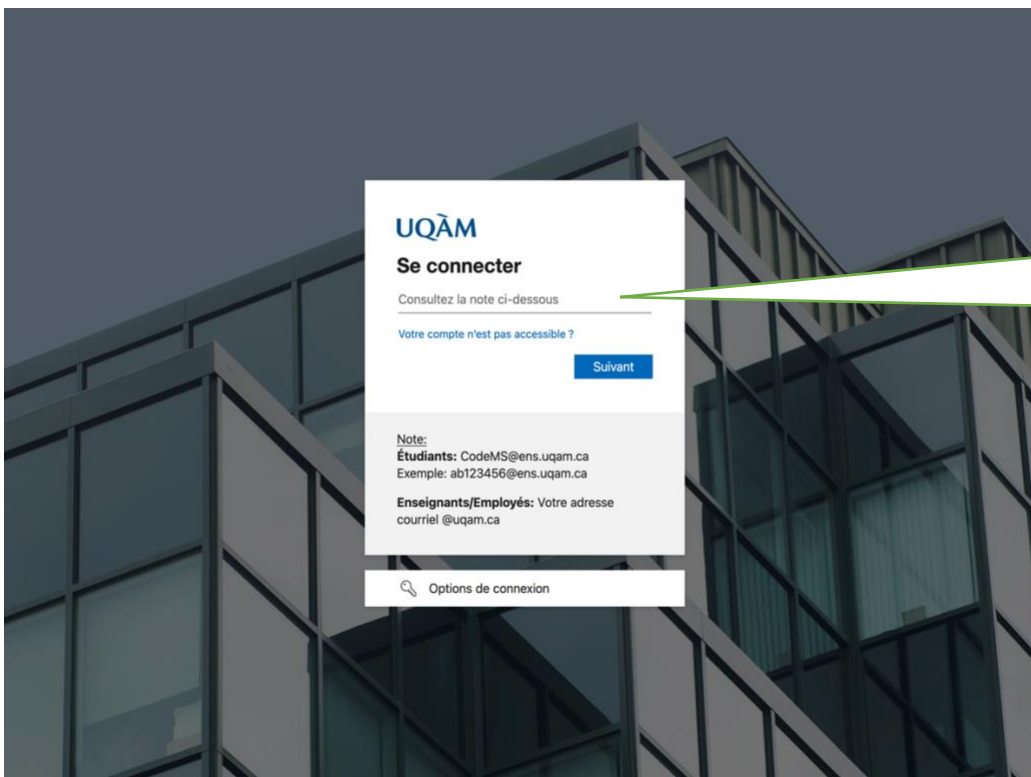 UQÀM
Se connecter
Consultez la note ci-dessous
Votre compte n'est pas accessible ?
Suivant
Note:
Étudiants: CodeMS@ens.uqam.ca
Exemple: ab123456@ens.uqam.ca
Enseignants/Employés: Votre adresse
courriel @uqam.ca
Options de connexion